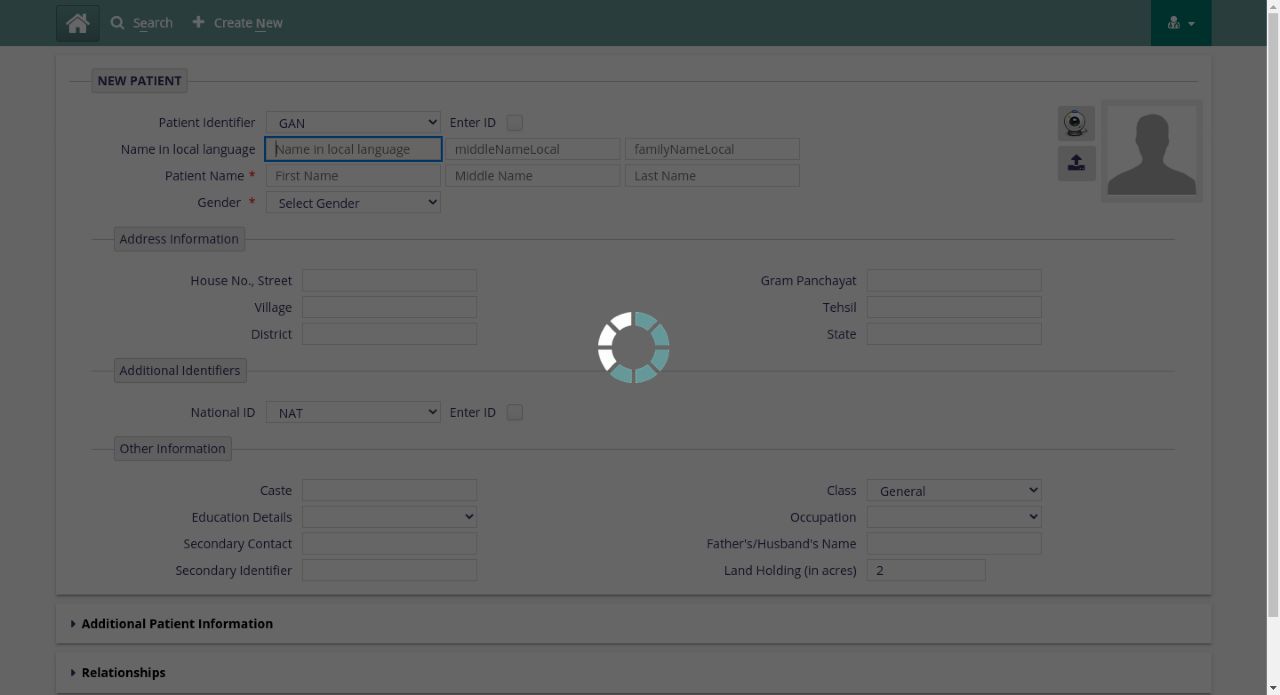 Search Create New
NEW PATIENT
Patient Identifier GAN Enter ID
Name in local language Name in local language middleNameLocal familyNameLocal
Patient Name * First Name Middle Name Last Name
Gender * Select Gender
Address Information
House No., Street Gram Panchayat
Village Tehsil
District State
Additional Identifiers
National ID NAT Enter ID
Other Information
Caste Class General
Education Details Occupation
Secondary Contact Father's/Husband's Name
Secondary Identifier Land Holding (in acres) 2
Additional Patient Information
Relationships